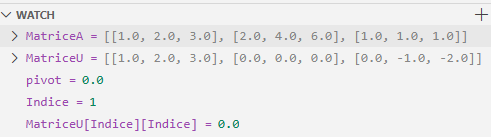 WATCH
MatriceA = [[1.0, 2.0, 3.0], [2.0, 4.0, 6.0], [1.0, 1.0, 1.0]]
MatriceU = [[1.0, 2.0, 3.0], [0.0, 0.0, 0.0], [0.0, -1.0, -2.0]]
pivot = 0.0
Indice = 1
MatriceU[Indice][Indice] = 0.0